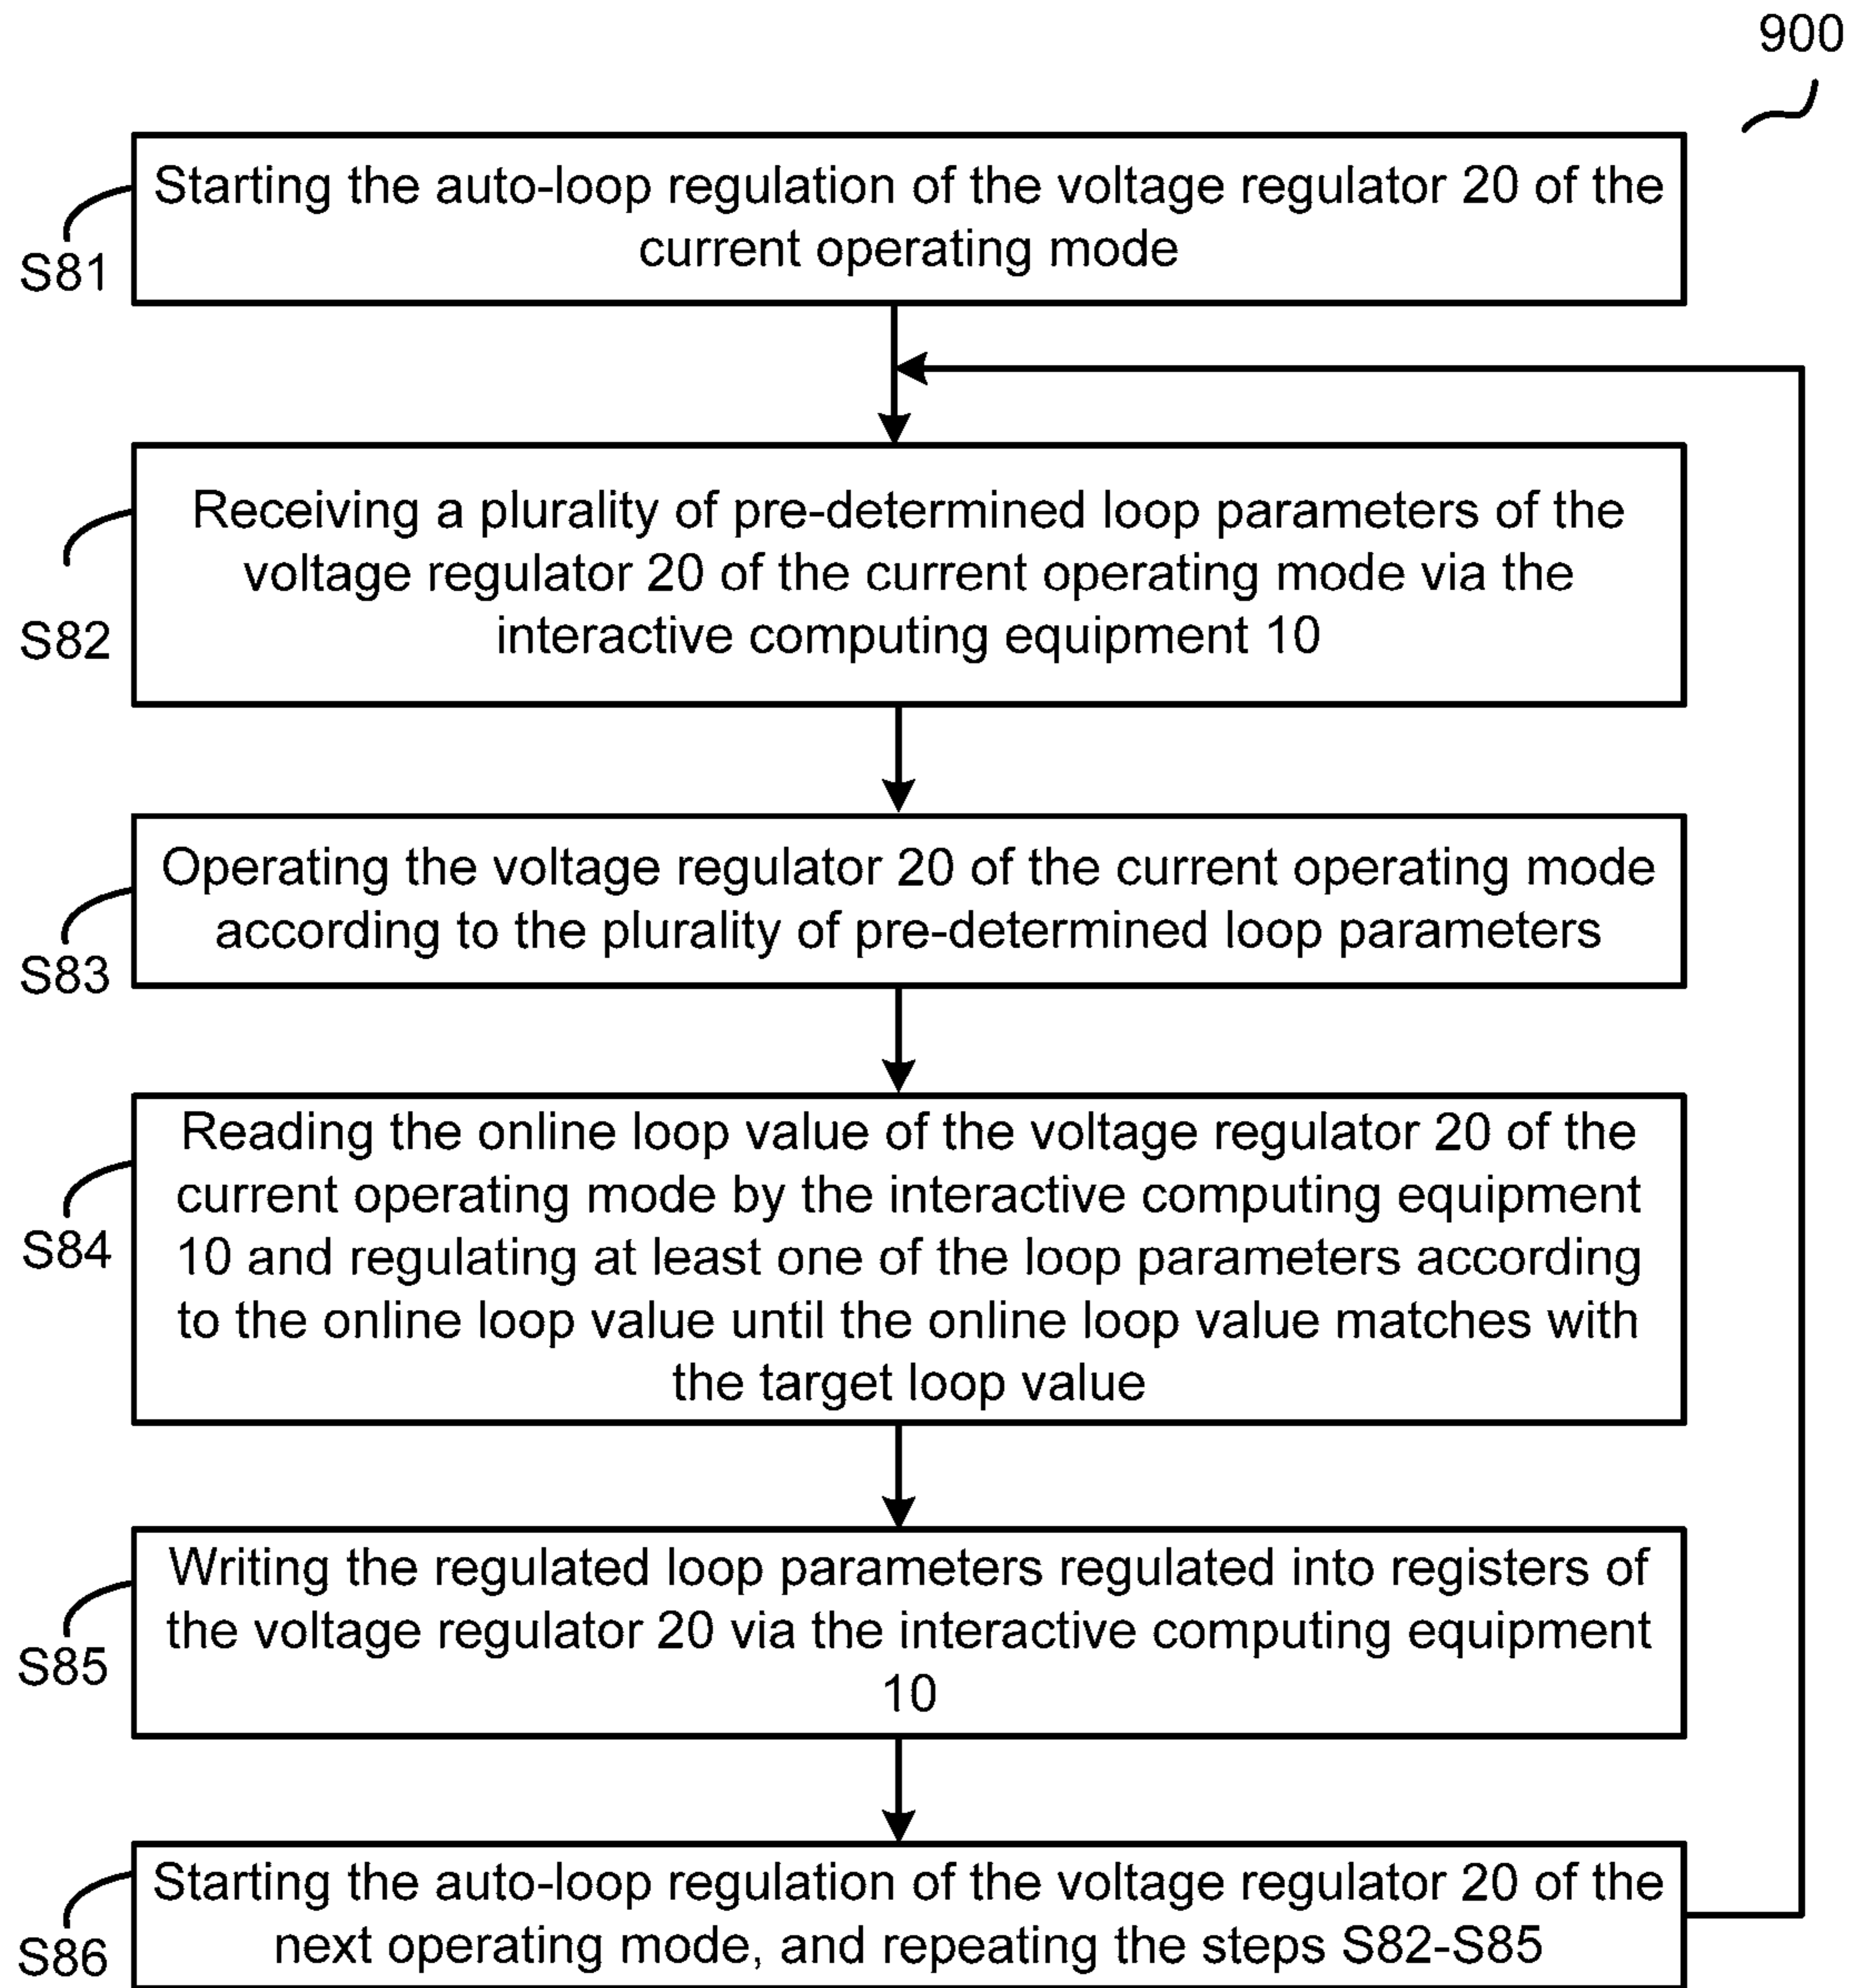 900
Starting the auto-loop regulation of the voltage regulator 20 of the
current operating mode
S81
Receiving a plurality of pre-determined loop parameters of the
voltage regulator 20 of the current operating mode via the
interactive computing equipment 10
S82
Operating the voltage regulator 20 of the current operating mode
according to the plurality of pre-determined loop parameters
S83
Reading the online loop value of the voltage regulator 20 of the
current operating mode by the interactive computing equipment
10 and regulating at least one of the loop parameters according
to the online loop value until the online loop value matches with
the target loop value
S84
Writing the regulated loop parameters regulated into registers of
the voltage regulator 20 via the interactive computing equipment
10
S85
Starting the auto-loop regulation of the voltage regulator 20 of the
next operating mode, and repeating the steps S82-S85
S86